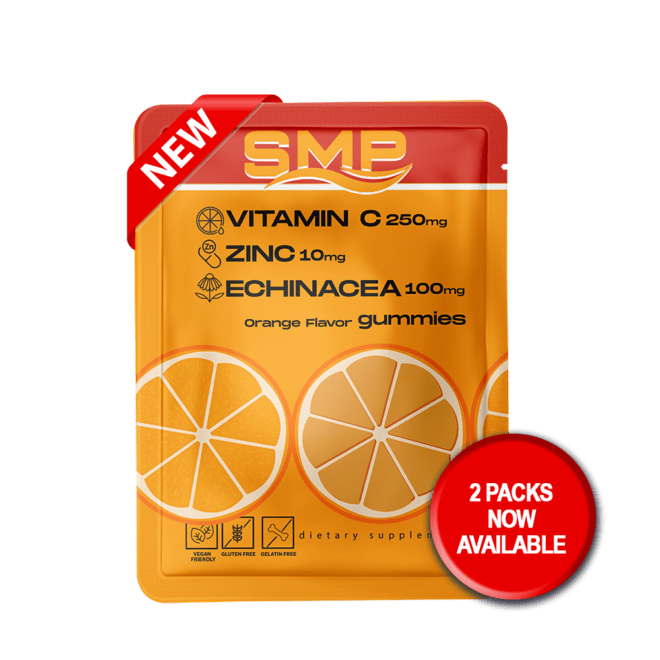 NEW
SMP
VITAMIN C 250mg
Zn
ZINC 10mg
ECHINACEA 100mg
Orange Flavor gummies
VEGAN FRIENDLY
GLUTEN FREE
GELATIN FREE
dietary supplem
2 PACKS
NOW
AVAILABLE